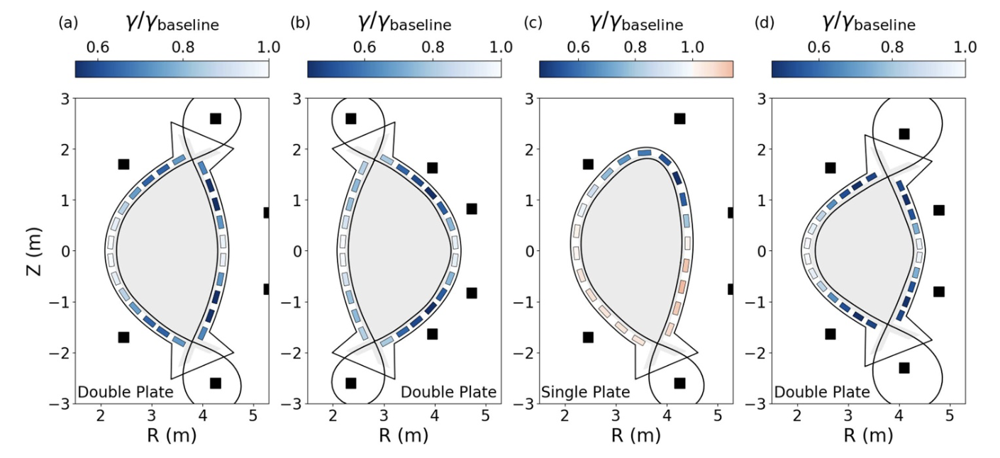 (a) γ/γbaseline
0.6 0.8 1.0
(b) γ/γbaseline
0.6 0.8 1.0
(c) γ/γbaseline
0.6 0.8 1.0
(d) γ/γbaseline
0.6 0.8 1.0
Z (m)
3
2
1
0
−1
−2
−3
Double Plate
2 3 4 5
R (m)
3
2
1
0
−1
−2
−3
Double Plate
2 3 4 5
R (m)
3
2
1
0
−1
−2
−3
Single Plate
2 3 4 5
R (m)
3
2
1
0
−1
−2
−3
Double Plate
2 3 4 5
R (m)